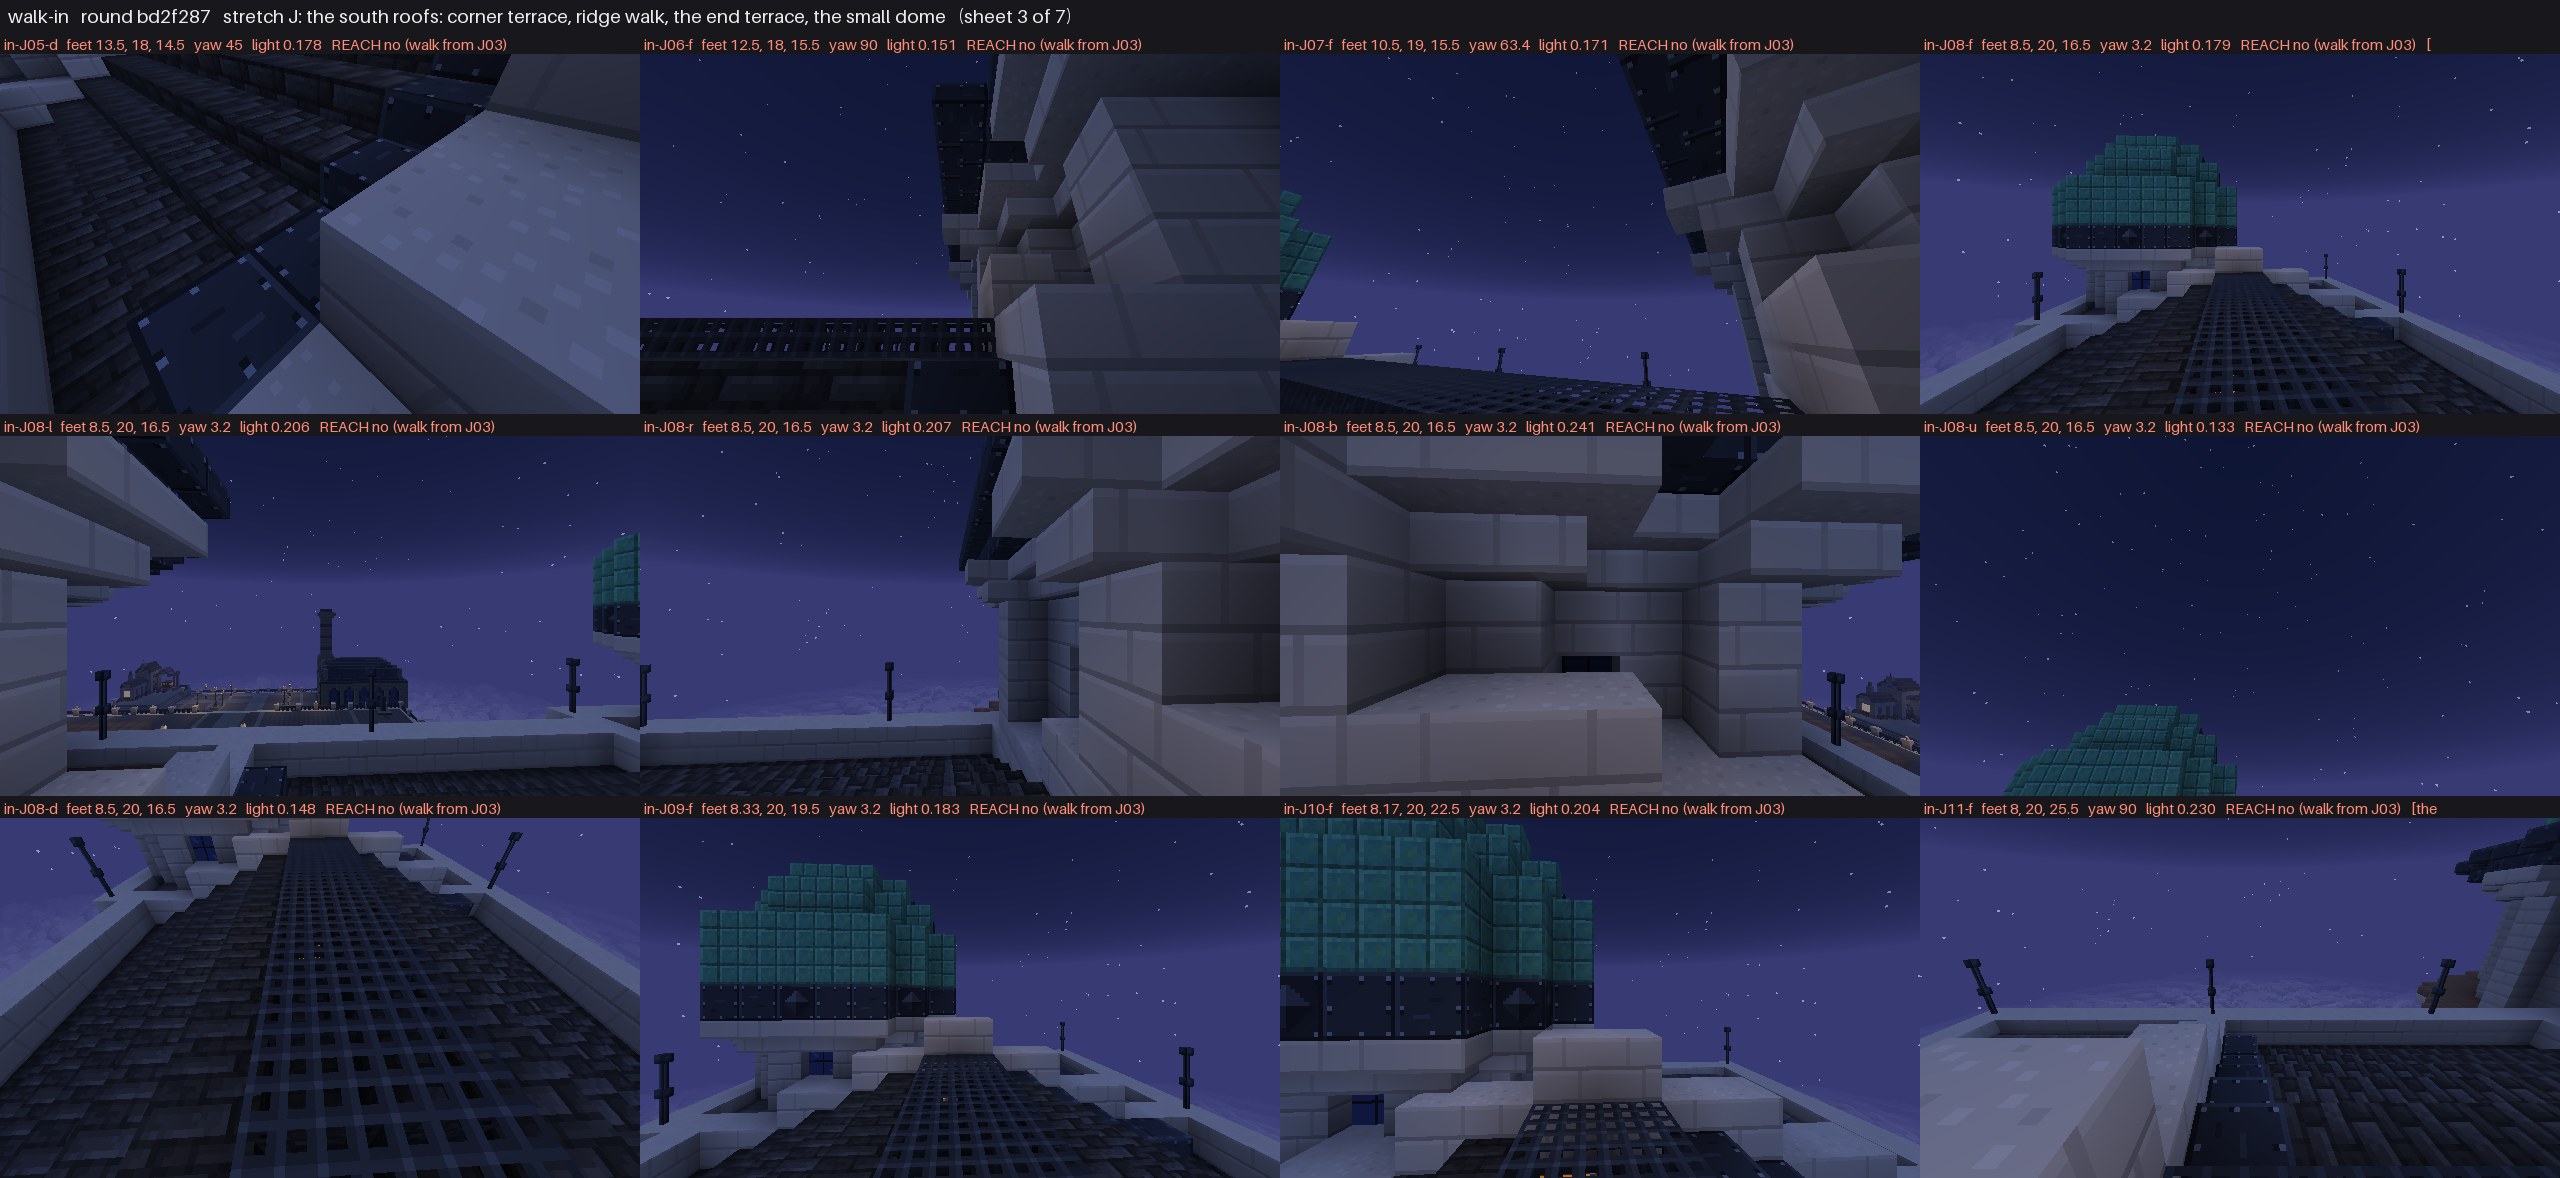 walk-in   round bd2f287   stretch J: the south roofs: corner terrace, ridge walk, the end terrace, the small dome   (sheet 3 of 7)
in-J05-d  feet 13.5, 18, 14.5  yaw 45  light 0.178  REACH no (walk from J03)
in-J06-f  feet 12.5, 18, 15.5  yaw 90  light 0.151  REACH no (walk from J03)
in-J07-f  feet 10.5, 19, 15.5  yaw 63.4  light 0.171  REACH no (walk from J03)
in-J08-f  feet 8.5, 20, 16.5  yaw 3.2  light 0.179  REACH no (walk from J03)  [
in-J08-l  feet 8.5, 20, 16.5  yaw 3.2  light 0.206  REACH no (walk from J03)
in-J08-r  feet 8.5, 20, 16.5  yaw 3.2  light 0.207  REACH no (walk from J03)
in-J08-b  feet 8.5, 20, 16.5  yaw 3.2  light 0.241  REACH no (walk from J03)
in-J08-u  feet 8.5, 20, 16.5  yaw 3.2  light 0.133  REACH no (walk from J03)
in-J08-d  feet 8.5, 20, 16.5  yaw 3.2  light 0.148  REACH no (walk from J03)
in-J09-f  feet 8.33, 20, 19.5  yaw 3.2  light 0.183  REACH no (walk from J03)
in-J10-f  feet 8.17, 20, 22.5  yaw 3.2  light 0.204  REACH no (walk from J03)
in-J11-f  feet 8, 20, 25.5  yaw 90  light 0.230  REACH no (walk from J03)  [the